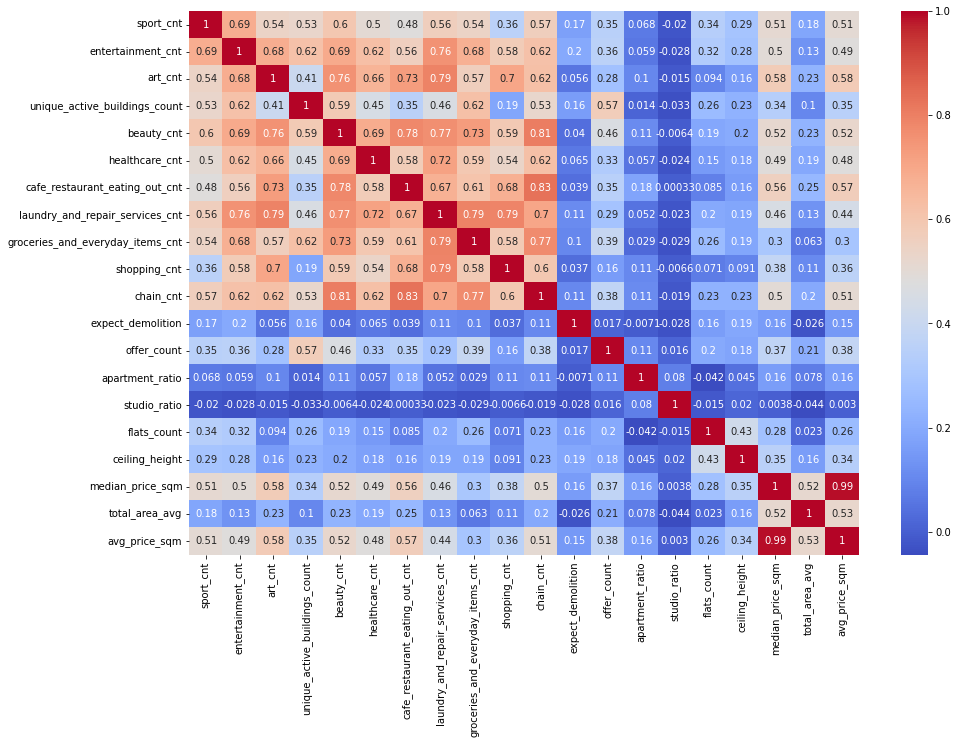 sport_cnt 1 0.69 0.54 0.53 0.6 0.5 0.48 0.56 0.54 0.36 0.57 0.17 0.35 0.068 -0.02 0.34 0.29 0.51 0.18 0.51
entertainment_cnt 0.69 1 0.68 0.62 0.69 0.62 0.56 0.76 0.68 0.58 0.62 0.2 0.36 0.059 -0.028 0.32 0.28 0.5 0.13 0.49
art_cnt 0.54 0.68 1 0.41 0.76 0.66 0.73 0.79 0.57 0.7 0.62 0.056 0.28 0.1 -0.015 0.094 0.16 0.58 0.23 0.58
unique_active_buildings_count 0.53 0.62 0.41 1 0.59 0.45 0.35 0.46 0.62 0.19 0.53 0.16 0.57 0.014 -0.033 0.26 0.23 0.34 0.1 0.35
beauty_cnt 0.6 0.69 0.76 0.59 1 0.69 0.78 0.77 0.73 0.59 0.81 0.04 0.46 0.11 -0.0064 0.19 0.2 0.52 0.23 0.52
healthcare_cnt 0.5 0.62 0.66 0.45 0.69 1 0.58 0.72 0.59 0.54 0.62 0.065 0.33 0.057 -0.024 0.15 0.18 0.49 0.19 0.48
cafe_restaurant_eating_out_cnt 0.48 0.56 0.73 0.35 0.78 0.58 1 0.67 0.61 0.68 0.83 0.039 0.35 0.18 0.00033 0.085 0.16 0.56 0.25 0.57
laundry_and_repair_services_cnt 0.56 0.76 0.79 0.46 0.77 0.72 0.67 1 0.79 0.79 0.7 0.11 0.29 0.052 -0.023 0.2 0.19 0.46 0.13 0.44
groceries_and_everyday_items_cnt 0.54 0.68 0.57 0.62 0.73 0.59 0.61 0.79 1 0.58 0.77 0.1 0.39 0.029 -0.029 0.26 0.19 0.3 0.063 0.3
shopping_cnt 0.36 0.58 0.7 0.19 0.59 0.54 0.68 0.79 0.58 1 0.6 0.037 0.16 0.11 -0.0066 0.071 0.091 0.38 0.11 0.36
chain_cnt 0.57 0.62 0.62 0.53 0.81 0.62 0.83 0.7 0.77 0.6 1 0.11 0.38 0.11 -0.019 0.23 0.23 0.5 0.2 0.51
expect_demolition 0.17 0.2 0.056 0.16 0.04 0.065 0.039 0.11 0.1 0.037 0.11 1 0.017 -0.0071 -0.028 0.16 0.19 0.16 -0.026 0.15
offer_count 0.35 0.36 0.28 0.57 0.46 0.33 0.35 0.29 0.39 0.16 0.38 0.017 1 0.11 0.016 0.2 0.18 0.37 0.21 0.38
apartment_ratio 0.068 0.059 0.1 0.014 0.11 0.057 0.18 0.052 0.029 0.11 0.11 -0.0071 0.11 1 0.08 -0.042 0.045 0.16 0.078 0.16
studio_ratio -0.02 -0.028 -0.015 -0.033 -0.0064 -0.024 0.00033 -0.023 -0.029 -0.0066 -0.019 -0.028 0.016 0.08 1 -0.015 0.02 0.0038 -0.044 0.003
flats_count 0.34 0.32 0.094 0.26 0.19 0.15 0.085 0.2 0.26 0.071 0.23 0.16 0.2 -0.042 -0.015 1 0.43 0.28 0.023 0.26
ceiling_height 0.29 0.28 0.16 0.23 0.2 0.18 0.16 0.19 0.19 0.091 0.23 0.19 0.18 0.045 0.02 0.43 1 0.35 0.16 0.34
median_price_sqm 0.51 0.5 0.58 0.34 0.52 0.49 0.56 0.46 0.3 0.38 0.5 0.16 0.37 0.16 0.0038 0.28 0.35 1 0.52 0.99
total_area_avg 0.18 0.13 0.23 0.1 0.23 0.19 0.25 0.13 0.063 0.11 0.2 -0.026 0.21 0.078 -0.044 0.023 0.16 0.52 1 0.53
avg_price_sqm 0.51 0.49 0.58 0.35 0.52 0.48 0.57 0.44 0.3 0.36 0.51 0.15 0.38 0.16 0.003 0.26 0.34 0.99 0.53 1
sport_cnt
entertainment_cnt
art_cnt
unique_active_buildings_count
beauty_cnt
healthcare_cnt
cafe_restaurant_eating_out_cnt
laundry_and_repair_services_cnt
groceries_and_everyday_items_cnt
shopping_cnt
chain_cnt
expect_demolition
offer_count
apartment_ratio
studio_ratio
flats_count
ceiling_height
median_price_sqm
total_area_avg
avg_price_sqm
1.0
0.8
0.6
0.4
0.2
0.0